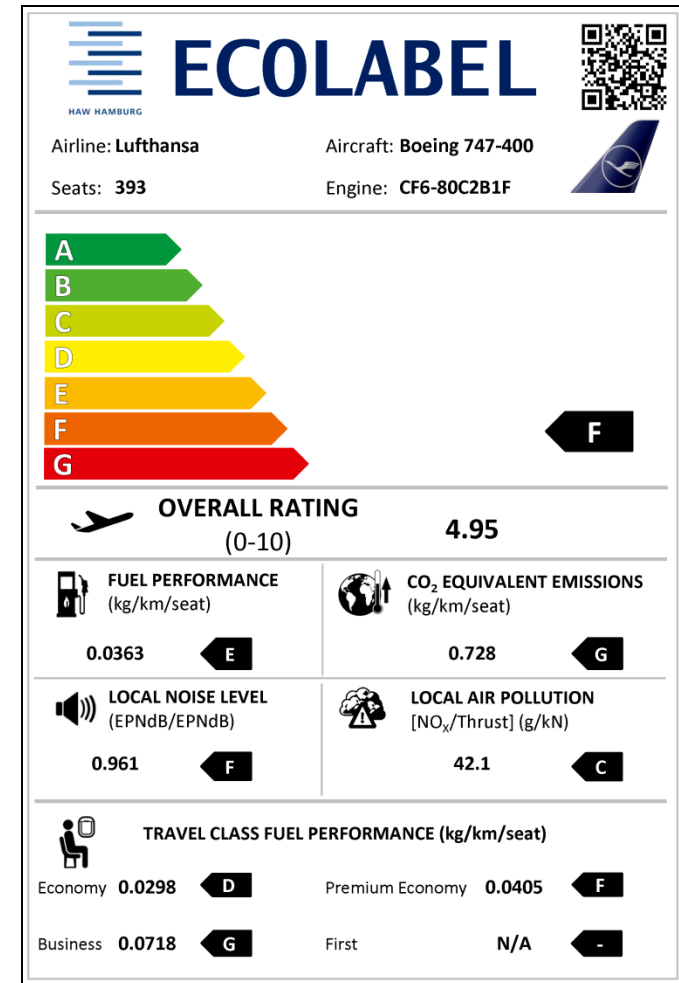 ECOLABEL
HAW HAMBURG
Airline: Lufthansa
Aircraft: Boeing 747-400
Seats: 393
Engine: CF6-80C2B1F
A
B
C
D
E
F
F
G
OVERALL RATING
(0-10)
4.95
FUEL PERFORMANCE
(kg/km/seat)
0.0363
E
CO₂ EQUIVALENT EMISSIONS
(kg/km/seat)
0.728
G
LOCAL NOISE LEVEL
(EPNdB/EPNdB)
0.961
F
LOCAL AIR POLLUTION
[NOₓ/Thrust] (g/kN)
42.1
C
TRAVEL CLASS FUEL PERFORMANCE (kg/km/seat)
Economy 0.0298 D
Premium Economy 0.0405 F
Business 0.0718 G
First N/A -